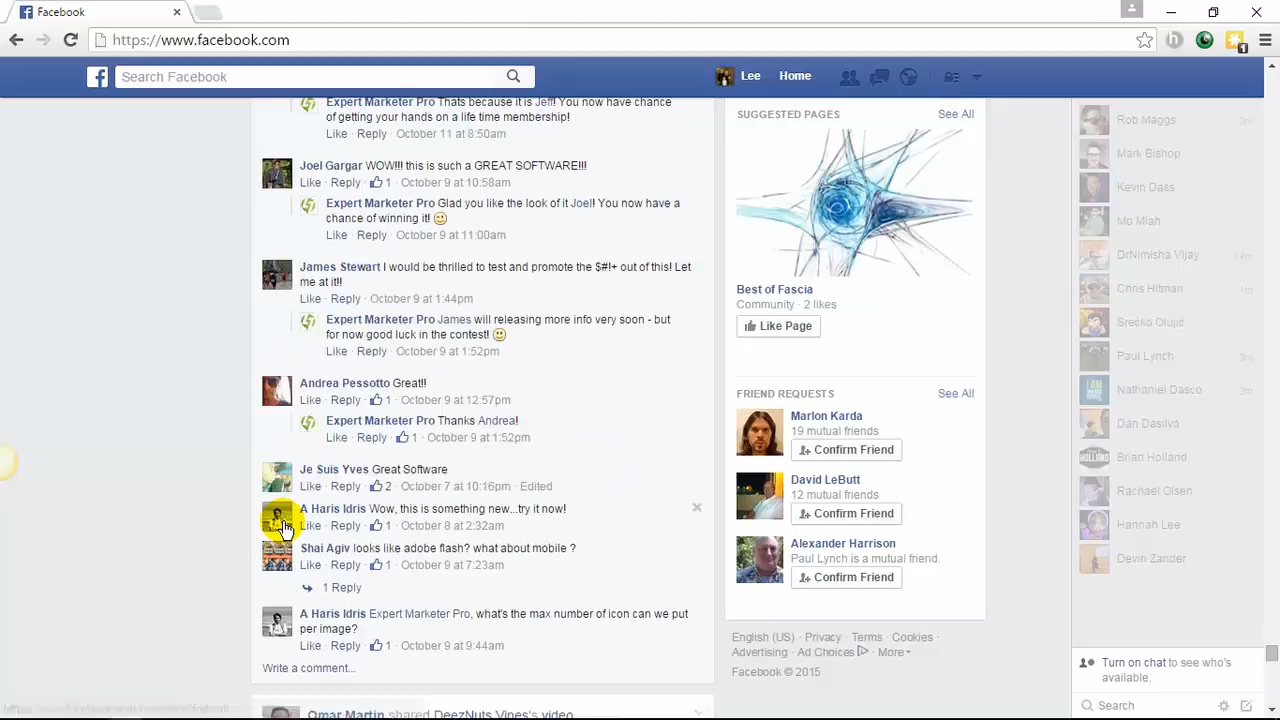 Facebook
https://www.facebook.com
Search Facebook
Lee Home
Expert Marketer Pro Thats because it is Jeff! You now have chance
of getting your hands on a life time membership!
Like · Reply · October 11 at 8:50am
Joel Gargar WOW!!! this is such a GREAT SOFTWARE!!!
Like · Reply · 1 · October 9 at 10:58am
Expert Marketer Pro Glad you like the look of it Joel! You now have a
chance of winning it!
Like · Reply · October 9 at 11:00am
James Stewart I would be thrilled to test and promote the $#!+ out of this! Let
me at it!!
Like · Reply · October 9 at 1:44pm
Expert Marketer Pro James will releasing more info very soon - but
for now good luck in the contest!
Like · Reply · October 9 at 1:52pm
Andrea Pessotto Great!!
Like · Reply · 1 · October 9 at 12:57pm
Expert Marketer Pro Thanks Andrea!
Like · Reply · 1 · October 9 at 1:52pm
Je Suis Yves Great Software
Like · Reply · 2 · October 7 at 10:16pm · Edited
A Haris Idris Wow, this is something new...try it now!
Like · Reply · 1 · October 8 at 2:32am
Shai Agiv looks like adobe flash? what about mobile ?
Like · Reply · 1 · October 9 at 7:23am
1 Reply
A Haris Idris Expert Marketer Pro, what's the max number of icon can we put
per image?
Like · Reply · 1 · October 9 at 9:44am
Write a comment...
Omar Martin shared DeezNuts Vines's video.
SUGGESTED PAGES See All
Best of Fascia
Community · 2 likes
Like Page
FRIEND REQUESTS See All
Marlon Karda
19 mutual friends
Confirm Friend
David LeButt
12 mutual friends
Confirm Friend
Alexander Harrison
Paul Lynch is a mutual friend.
Confirm Friend
English (US) · Privacy · Terms · Cookies ·
Advertising · Ad Choices · More
Facebook © 2015
Rob Maggs 2m
Mark Bishop
Kevin Dass
Mo Miah
DrNimisha Vijay
Chris Hitman 1m
Srećko Olujić
Paul Lynch 3m
Nathaniel Dasco 2m
Dan Dasilva
Brian Holland
Rachael Olsen
Hannah Lee
Devin Zander
Turn on chat to see who's
available.
Search